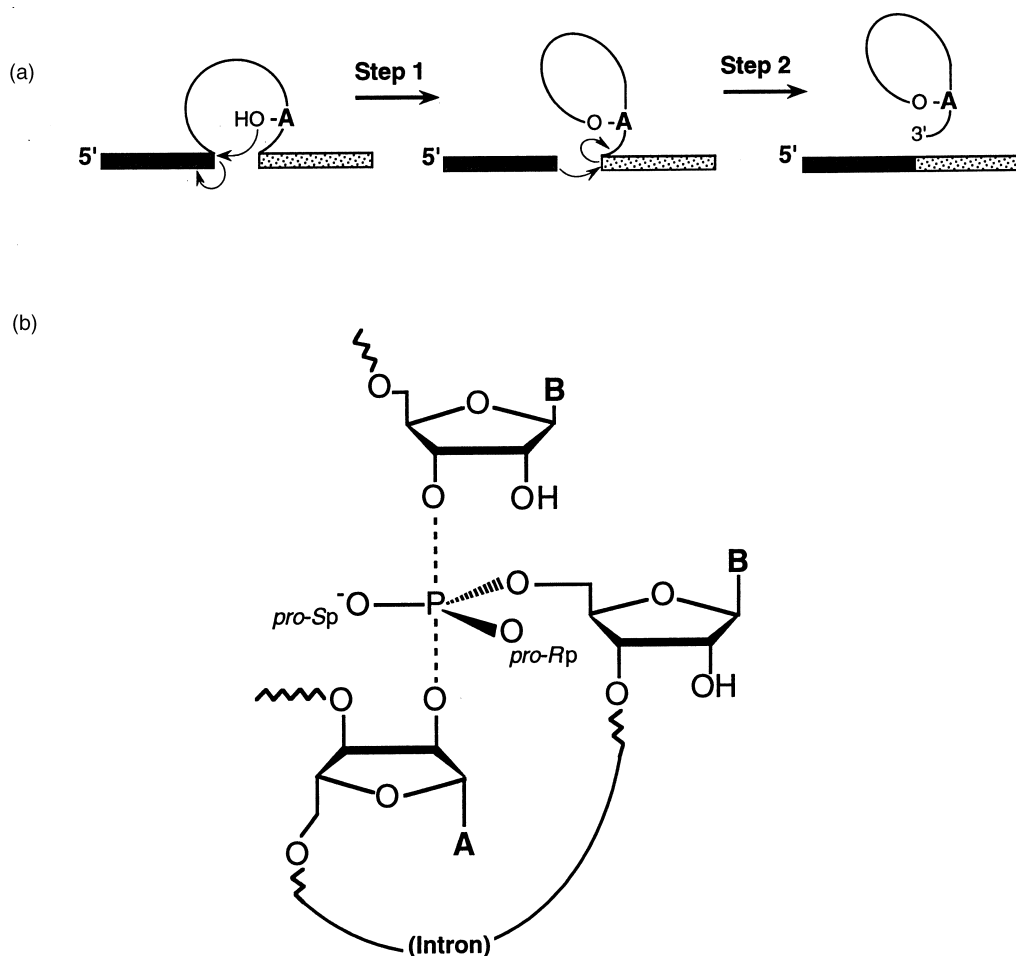 (a)
Step 1
Step 2
5'
HO -A
5'
O -A
5'
O -A
3'
(b)
O
O
B
O
OH
-O
P
O
O
pro-Sp
pro-Rp
O
B
O
OH
O
O
O
A
O
(Intron)